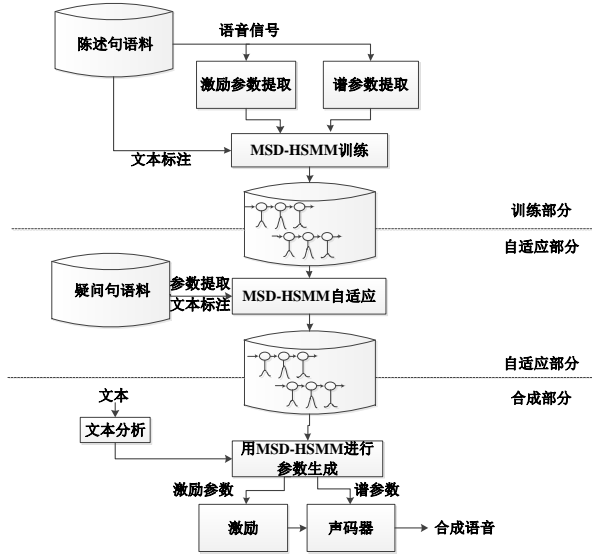 陈述句语料
语音信号
激励参数提取
谱参数提取
文本标注
MSD-HSMM训练
训练部分
自适应部分
疑问句语料
参数提取
文本标注
MSD-HSMM自适应
自适应部分
合成部分
文本
文本分析
用MSD-HSMM进行
参数生成
激励参数
谱参数
激励
声码器
合成语音